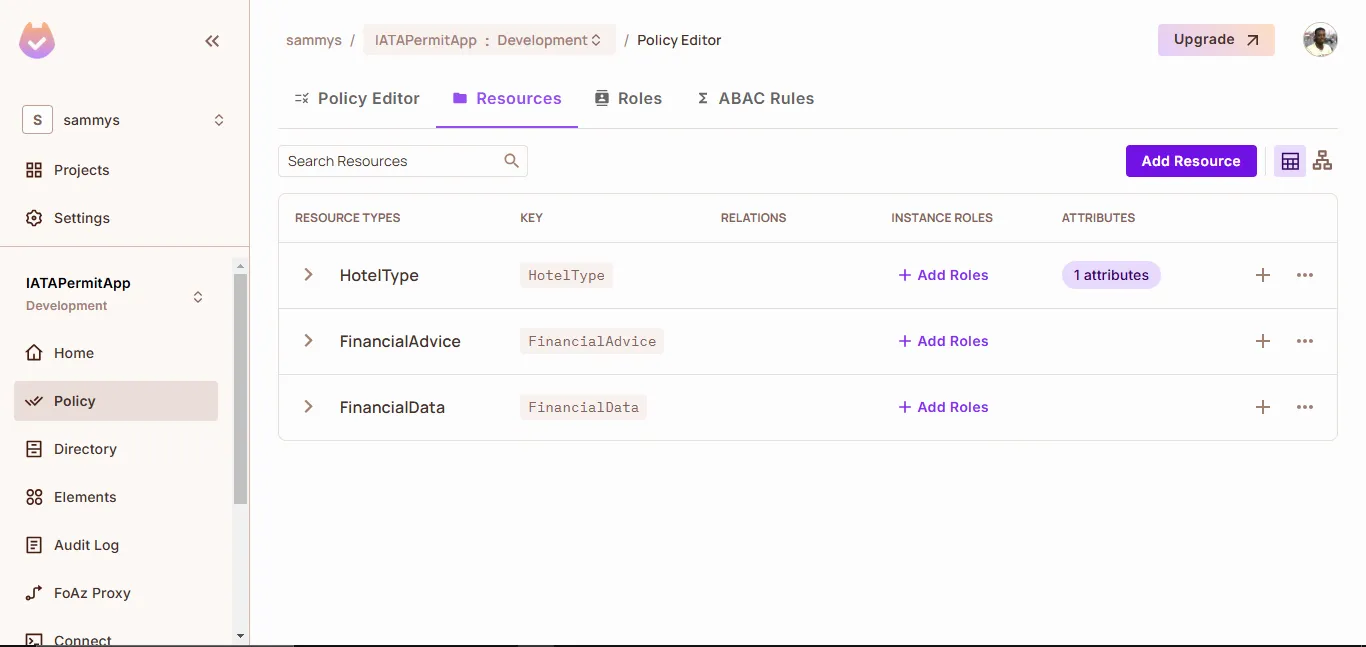 sammys / IATAPermitApp : Development / Policy Editor
Upgrade
S sammys
Projects
Settings
IATAPermitApp
Development
Home
Policy
Directory
Elements
Audit Log
FoAz Proxy
Connect
Policy Editor Resources Roles Σ ABAC Rules
Search Resources
Add Resource
RESOURCE TYPES KEY RELATIONS INSTANCE ROLES ATTRIBUTES
HotelType HotelType + Add Roles 1 attributes +
FinancialAdvice FinancialAdvice + Add Roles +
FinancialData FinancialData + Add Roles +